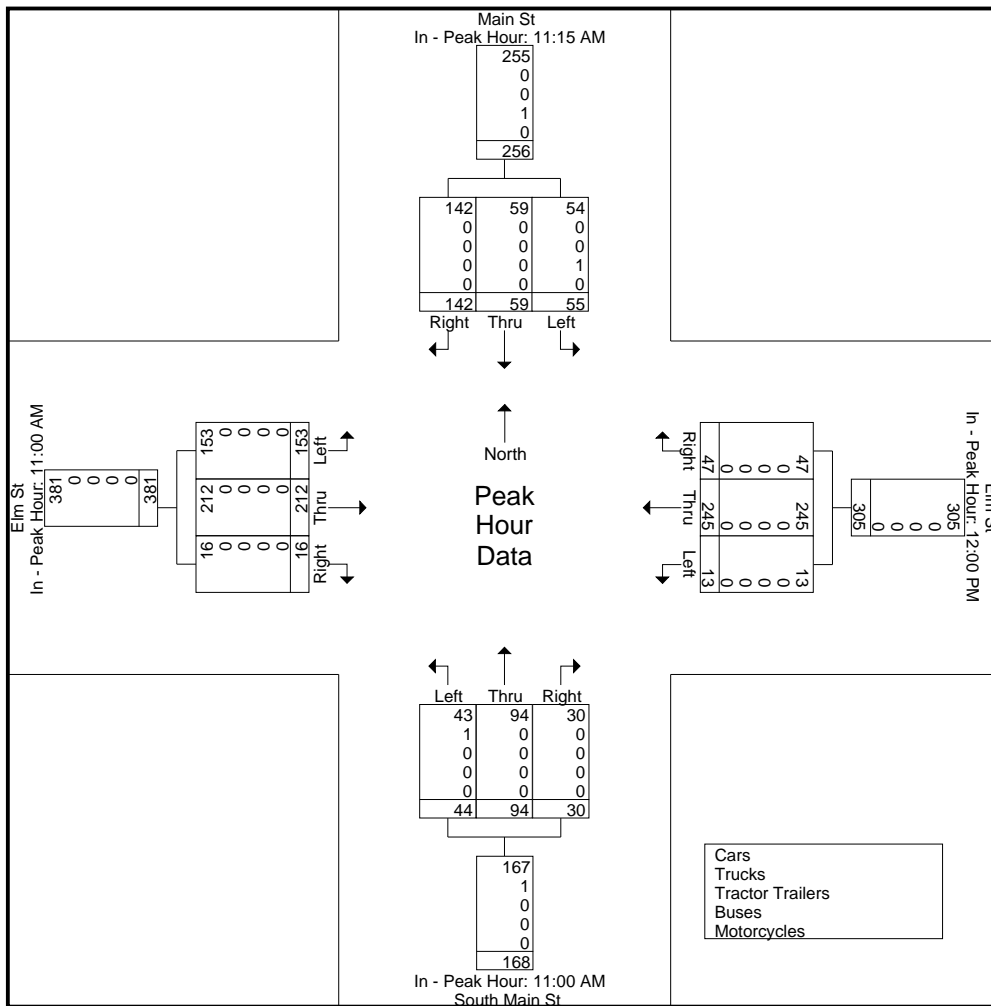 Main St
In - Peak Hour: 11:15 AM
255
0
0
1
0
256
142 59 54
0 0 0
0 0 0
0 0 1
0 0 0
142 59 55
Right Thru Left
Elm St
In - Peak Hour: 11:00 AM
381
0
0
0
0
381
153 0 0 0 0 153
Left
212 0 0 0 0 212
Thru
16 0 0 0 0 16
Right
North
Peak
Hour
Data
Right
47 0 0 0 0 47
Thru
245 0 0 0 0 245
Left
13 0 0 0 0 13
305
0
0
0
0
305
In - Peak Hour: 12:00 PM
Elm St
Left Thru Right
43 94 30
1 0 0
0 0 0
0 0 0
0 0 0
44 94 30
167
1
0
0
0
168
In - Peak Hour: 11:00 AM
South Main St
Cars
Trucks
Tractor Trailers
Buses
Motorcycles